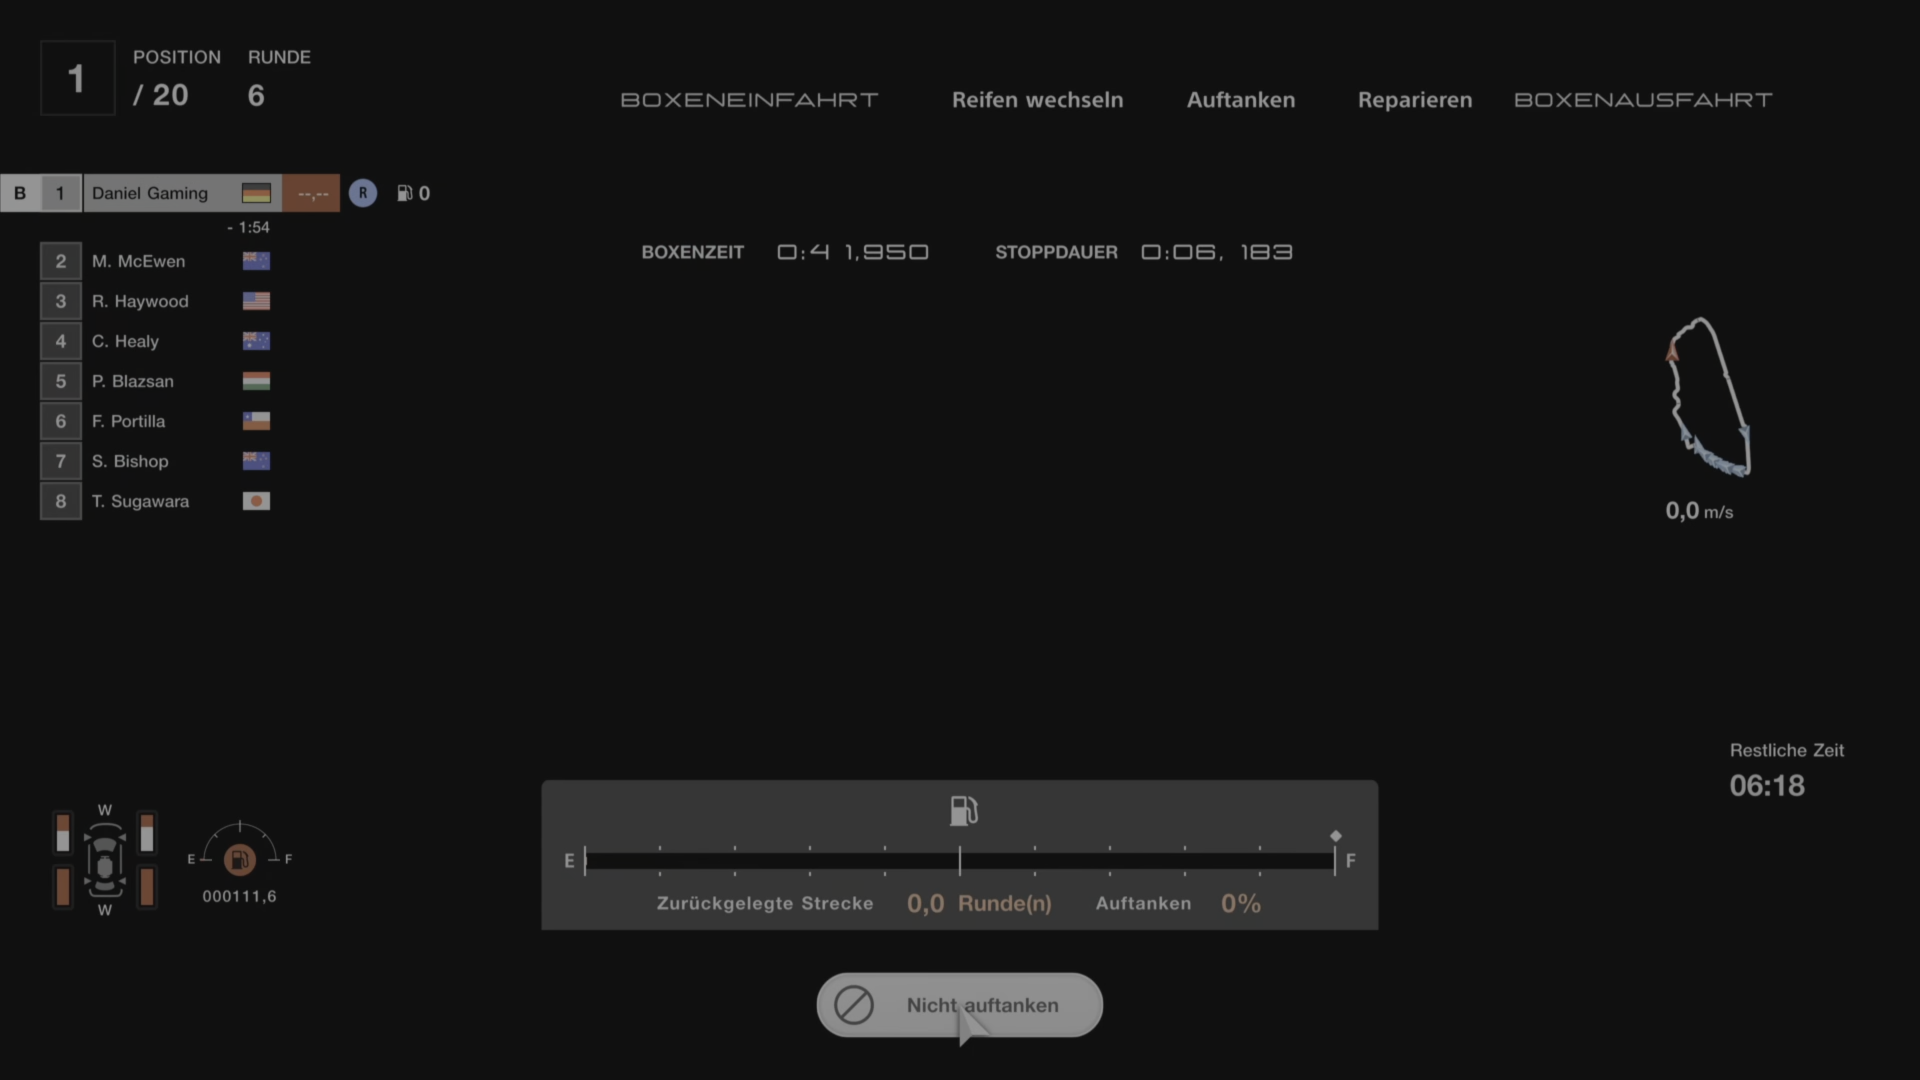 1
POSITION RUNDE
/ 20 6
BOXENEINFAHRT Reifen wechseln Auftanken Reparieren BOXENAUSFAHRT
B 1 Daniel Gaming --,-- R 0
- 1:54
BOXENZEIT 0:41,950 STOPPDAUER 0:06,183
2 M. McEwen
3 R. Haywood
4 C. Healy
5 P. Blazsan
6 F. Portilla
7 S. Bishop
8 T. Sugawara
0,0 m/s
Restliche Zeit
06:18
W
E F
000111,6
W
E F
Zurückgelegte Strecke 0,0 Runde(n) Auftanken 0%
Nicht auftanken